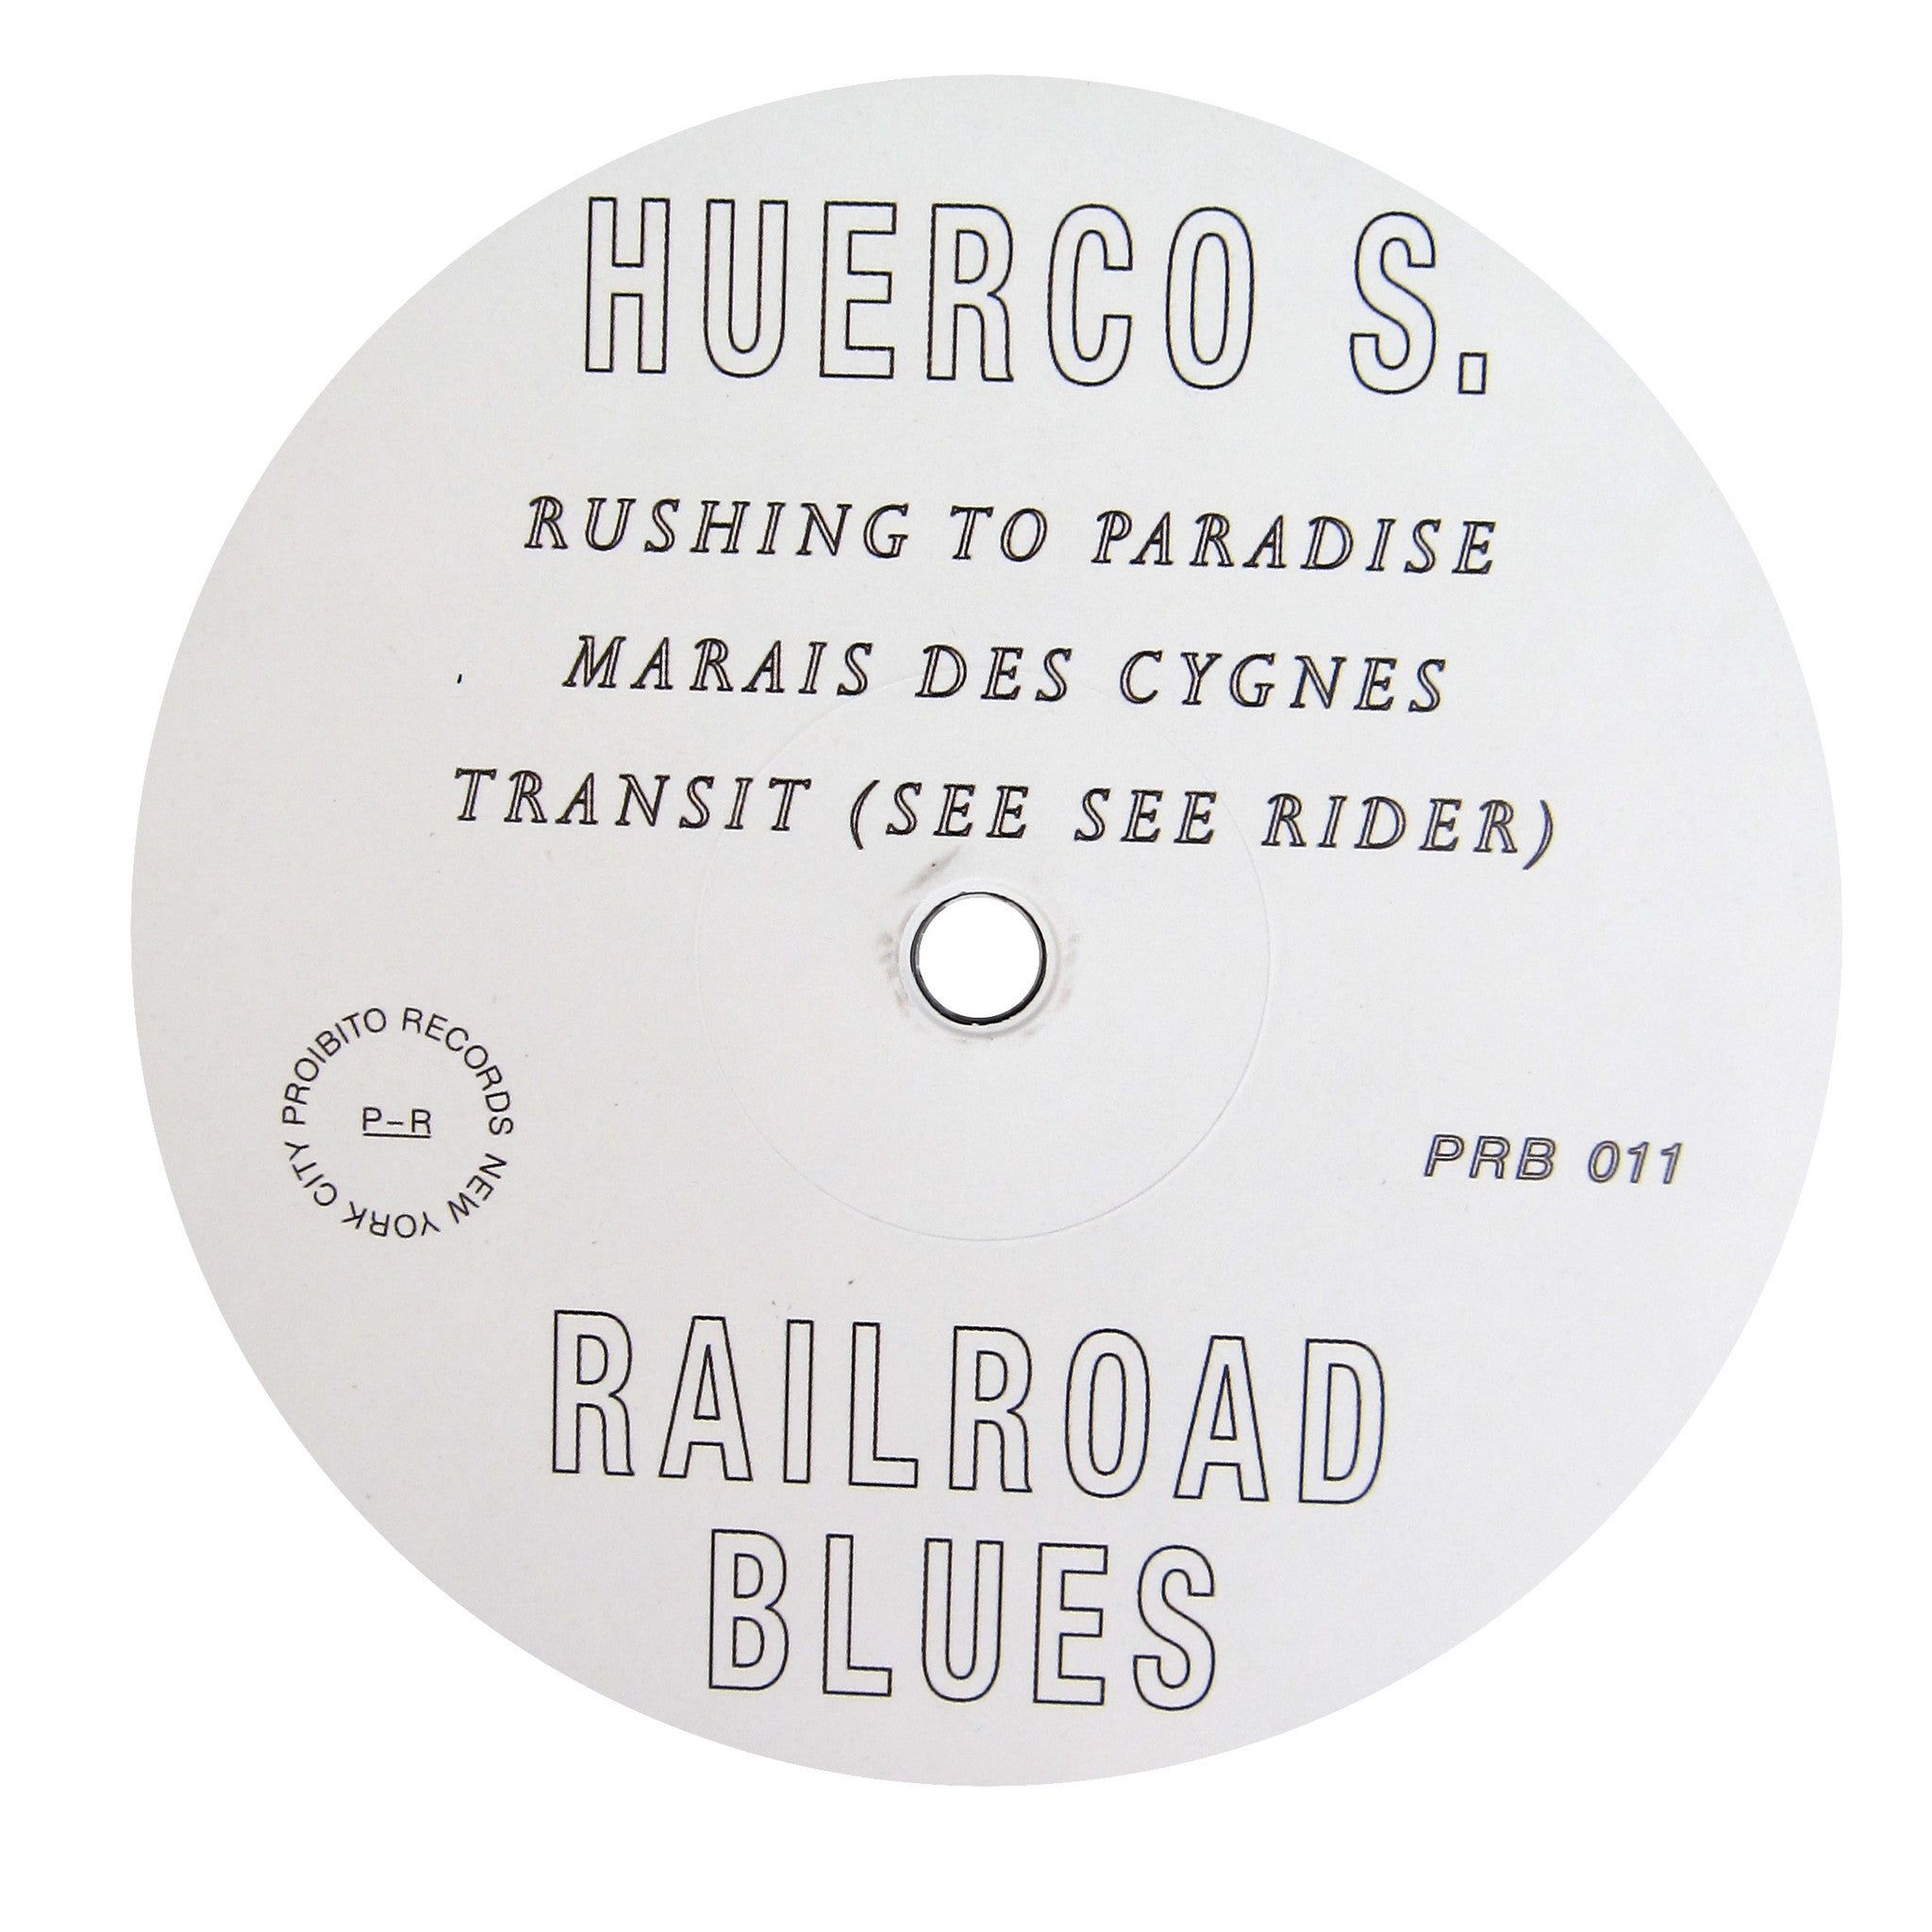 HUERCO S.
RUSHING TO PARADISE
MARAIS DES CYGNES
TRANSIT (SEE SEE RIDER)
PROIBITO RECORDS NEW YORK CITY
P–R
PRB 011
RAILROAD
BLUES